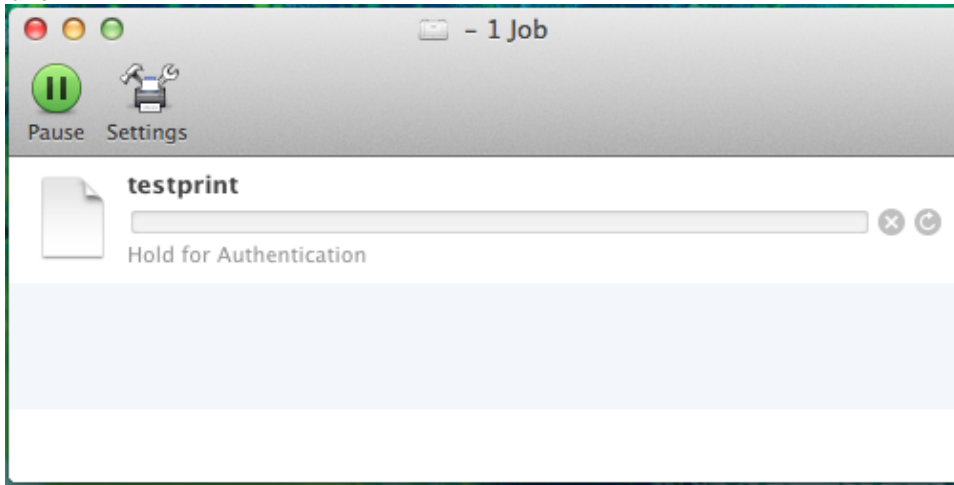 – 1 Job
Pause Settings
testprint
Hold for Authentication